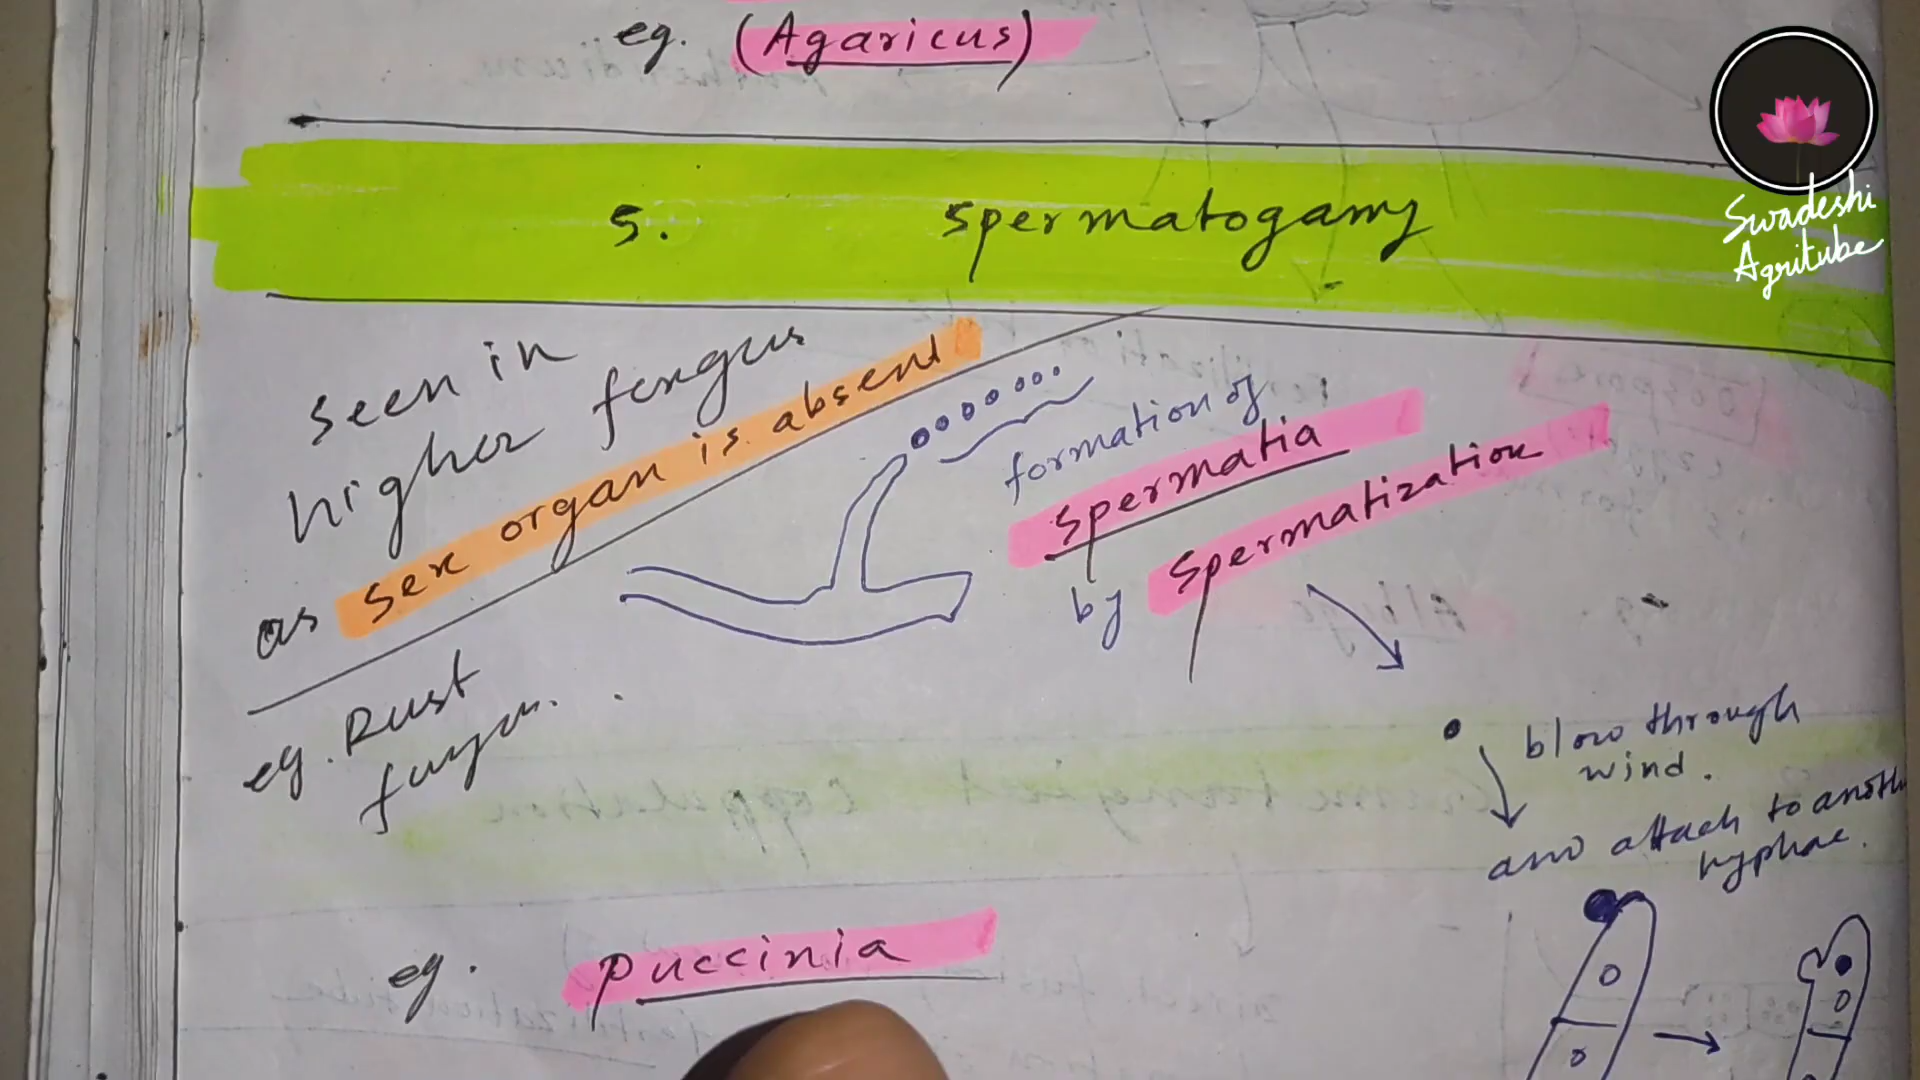 eg. (Agaricus)
5. Spermatogamy
Seen in
higher fungus
as sex organ is absent
eg. Rust
fungus.
formation of
Spermatia
by Spermatization
blow through
wind.
and attach to another
hyphae.
eg. Puccinia
Swadeshi
Agritube